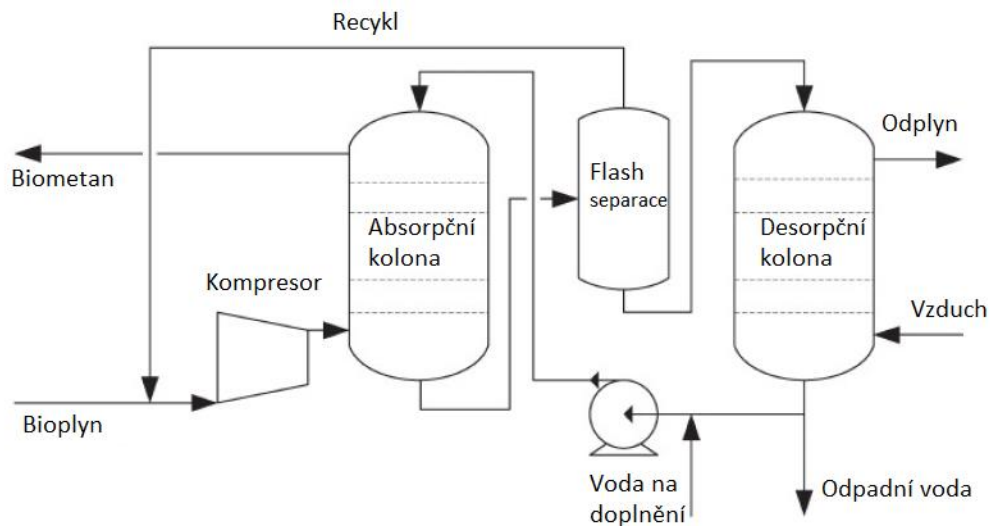 Recykl
Biometan
Absorpční
kolona
Flash
separace
Desorpční
kolona
Odplyn
Kompresor
Vzduch
Bioplyn
Voda na
doplnění
Odpadní voda